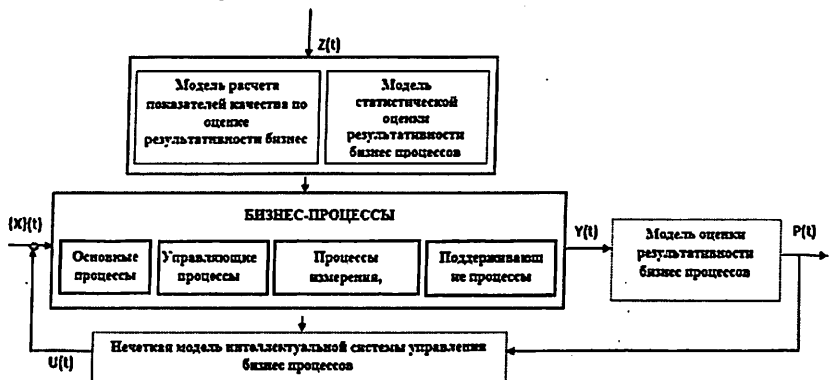 Z(t)
Модель расчета
показателей качества по
оценке
результативности бизнес
Модель
статистической
оценки
результативности
бизнес процессов
{X}(t)
БИЗНЕС-ПРОЦЕССЫ
Основные
процессы
Управляющие
процессы
Процессы
измерения,
Поддерживающ
ие процессы
Y(t)
Модель оценки
результативности
бизнес процессов
P(t)
U(t)
Нечеткая модель интеллектуальной системы управления
бизнес процессов